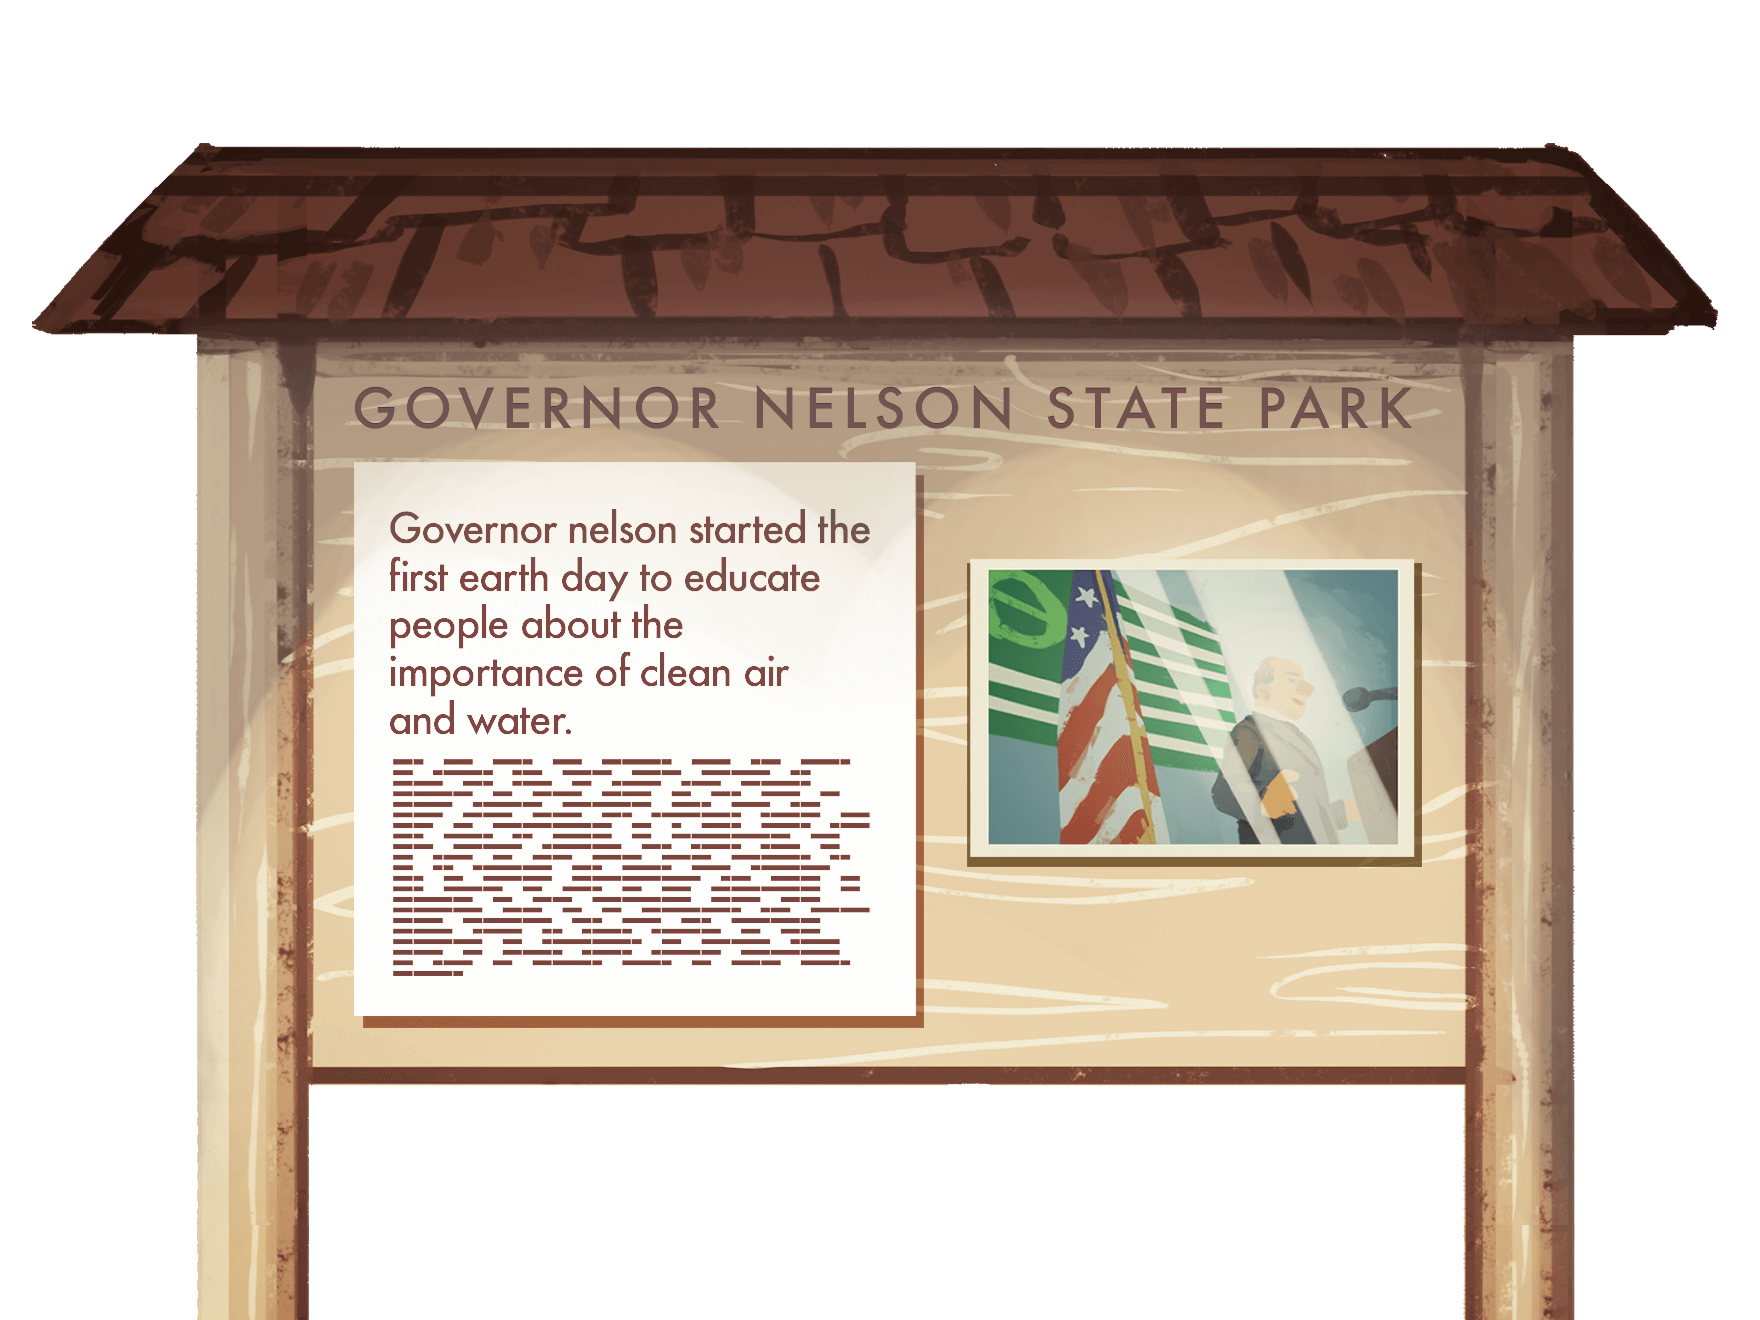 GOVERNOR NELSON STATE PARK
Governor nelson started the
first earth day to educate
people about the
importance of clean air
and water.